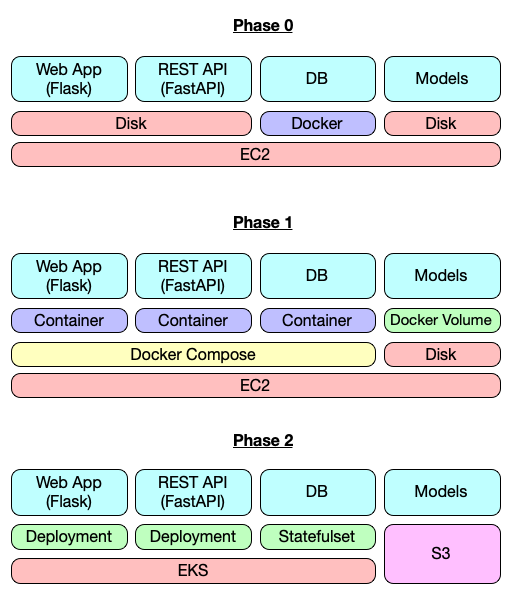 Phase 0
Web App
(Flask)
REST API
(FastAPI)
DB
Models
Disk
Docker
Disk
EC2
Phase 1
Web App
(Flask)
REST API
(FastAPI)
DB
Models
Container
Container
Container
Docker Volume
Docker Compose
Disk
EC2
Phase 2
Web App
(Flask)
REST API
(FastAPI)
DB
Models
Deployment
Deployment
Statefulset
S3
EKS